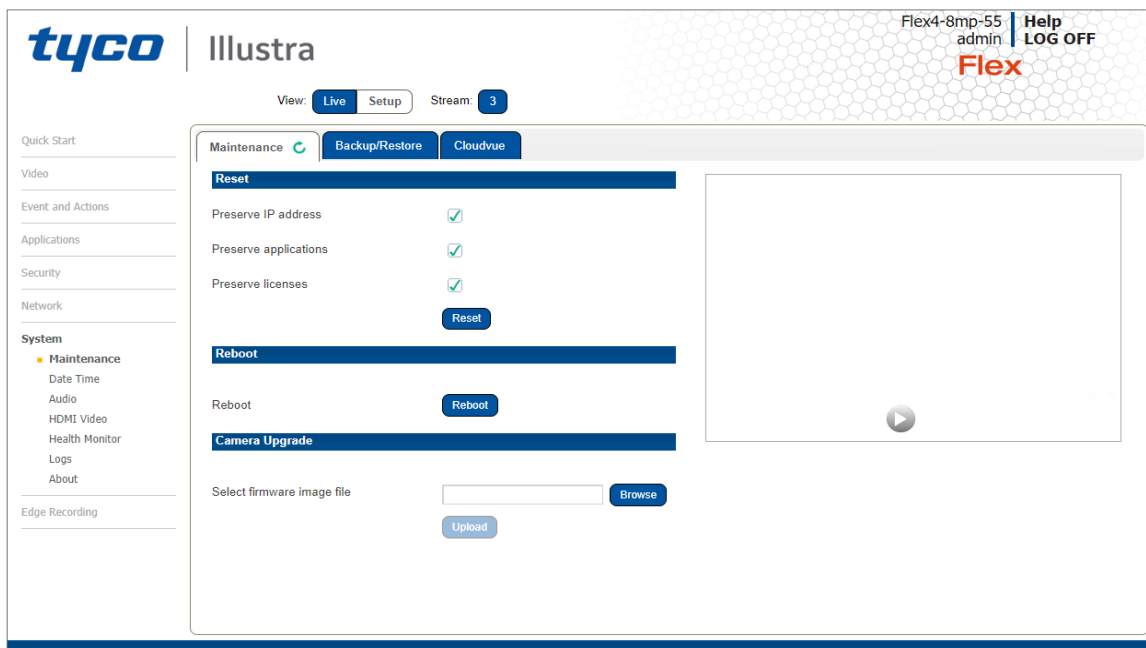 Flex4-8mp-55 Help
admin LOG OFF
tyco Illustra
Flex
View: Live Setup Stream: 3
Quick Start
Video
Event and Actions
Applications
Security
Network
System
Maintenance
Date Time
Audio
HDMI Video
Health Monitor
Logs
About
Edge Recording
Maintenance Backup/Restore Cloudvue
Reset
Preserve IP address
Preserve applications
Preserve licenses
Reset
Reboot
Reboot Reboot
Camera Upgrade
Select firmware image file Browse
Upload